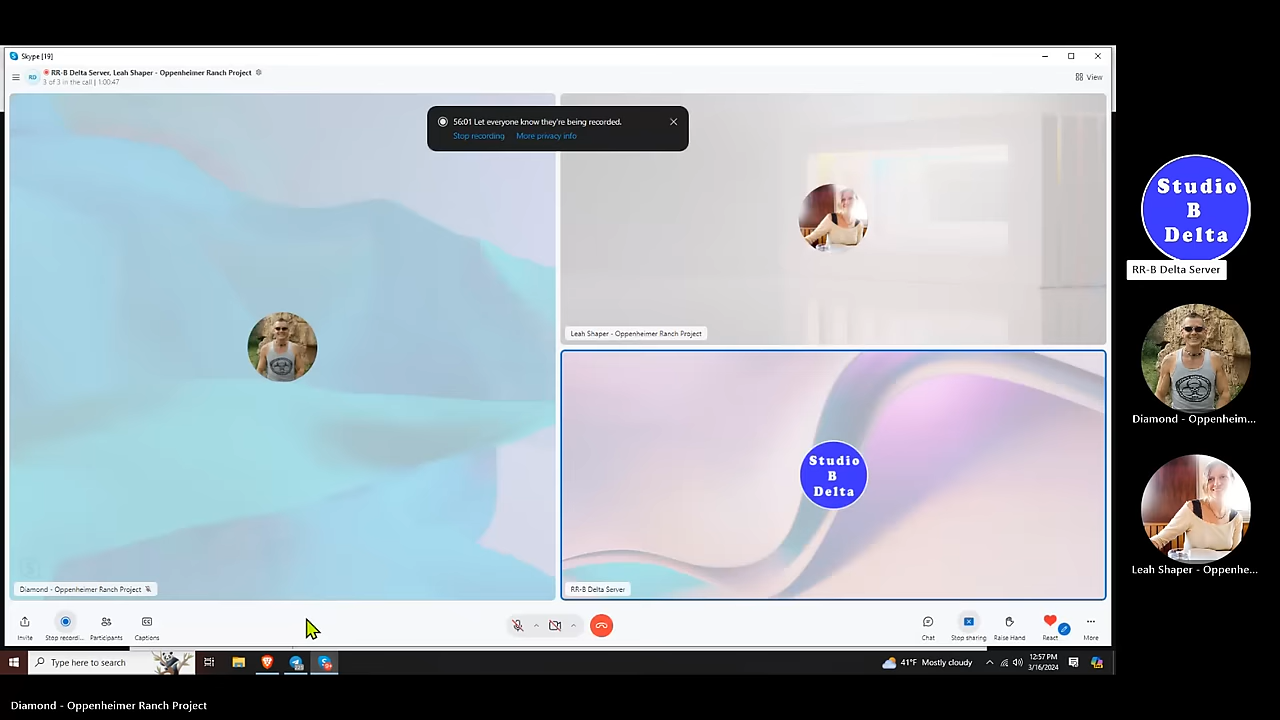 Skype [19]
RD
RR-B Delta Server, Leah Shaper - Oppenheimer Ranch Project
3 of 3 in the call | 1:00:47
View
56:01 Let everyone know they're being recorded.
Stop recording More privacy info
Studio
B
Delta
RR-B Delta Server
Diamond - Oppenheim...
Leah Shaper - Oppenhe...
Leah Shaper - Oppenheimer Ranch Project
Studio
B
Delta
Diamond - Oppenheimer Ranch Project
RR-B Delta Server
Invite
Stop recordi...
Participants
Captions
Chat
Stop sharing
Raise Hand
React
More
Type here to search
41°F Mostly cloudy
12:57 PM
3/16/2024
Diamond - Oppenheimer Ranch Project